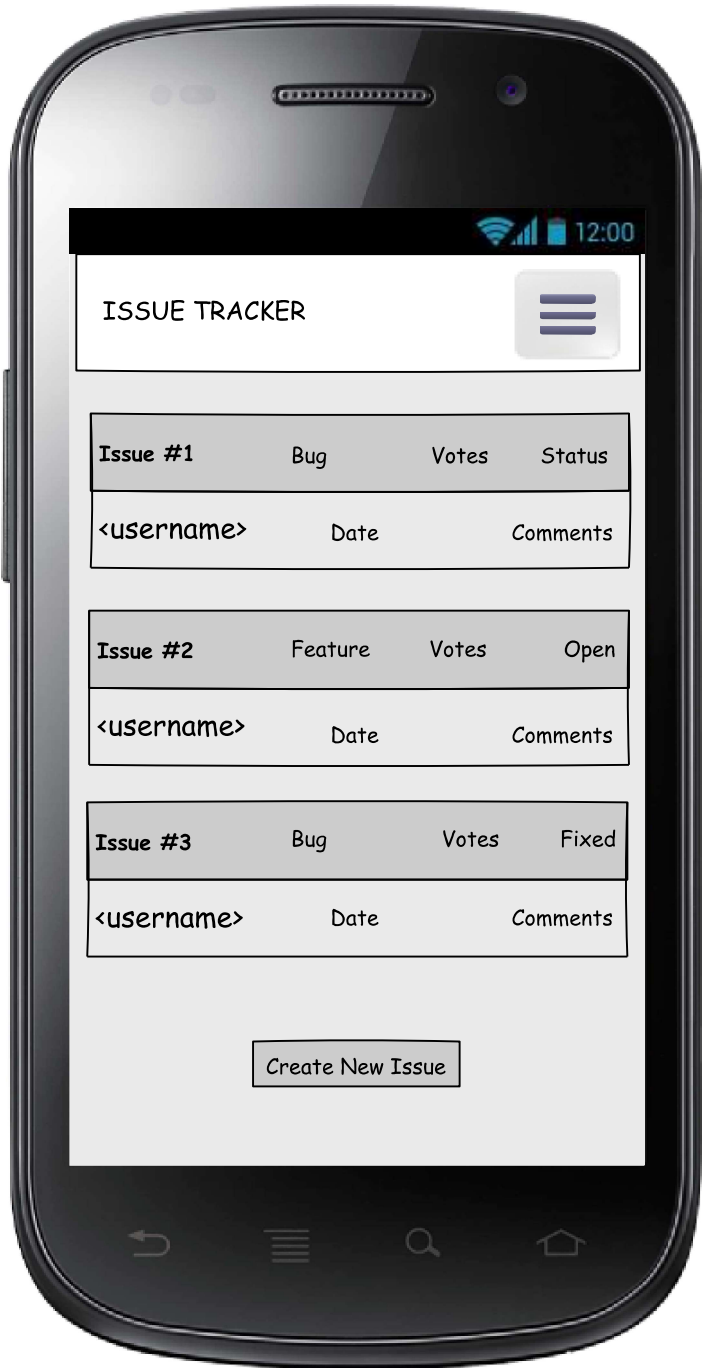 12:00
ISSUE TRACKER
Issue #1 Bug Votes Status
<username> Date Comments
Issue #2 Feature Votes Open
<username> Date Comments
Issue #3 Bug Votes Fixed
<username> Date Comments
Create New Issue